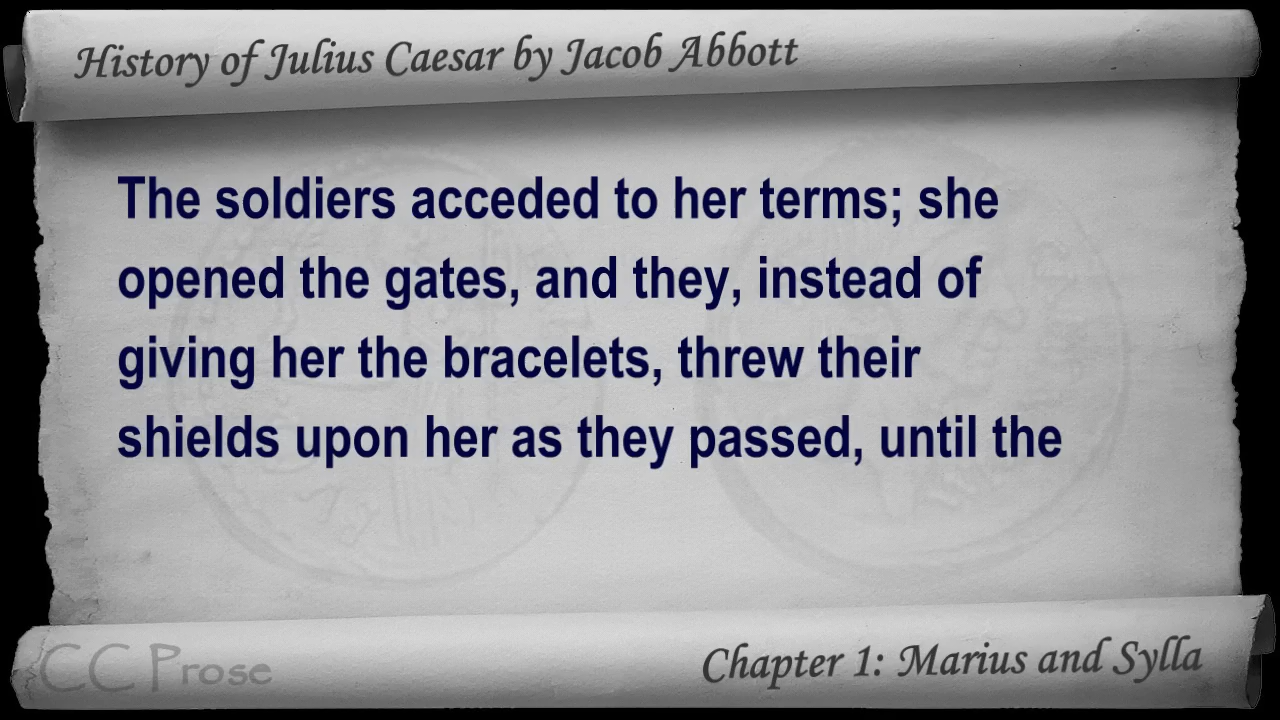 History of Julius Caesar by Jacob Abbott
The soldiers acceded to her terms; she
opened the gates, and they, instead of
giving her the bracelets, threw their
shields upon her as they passed, until the
CC Prose
Chapter 1: Marius and Sylla